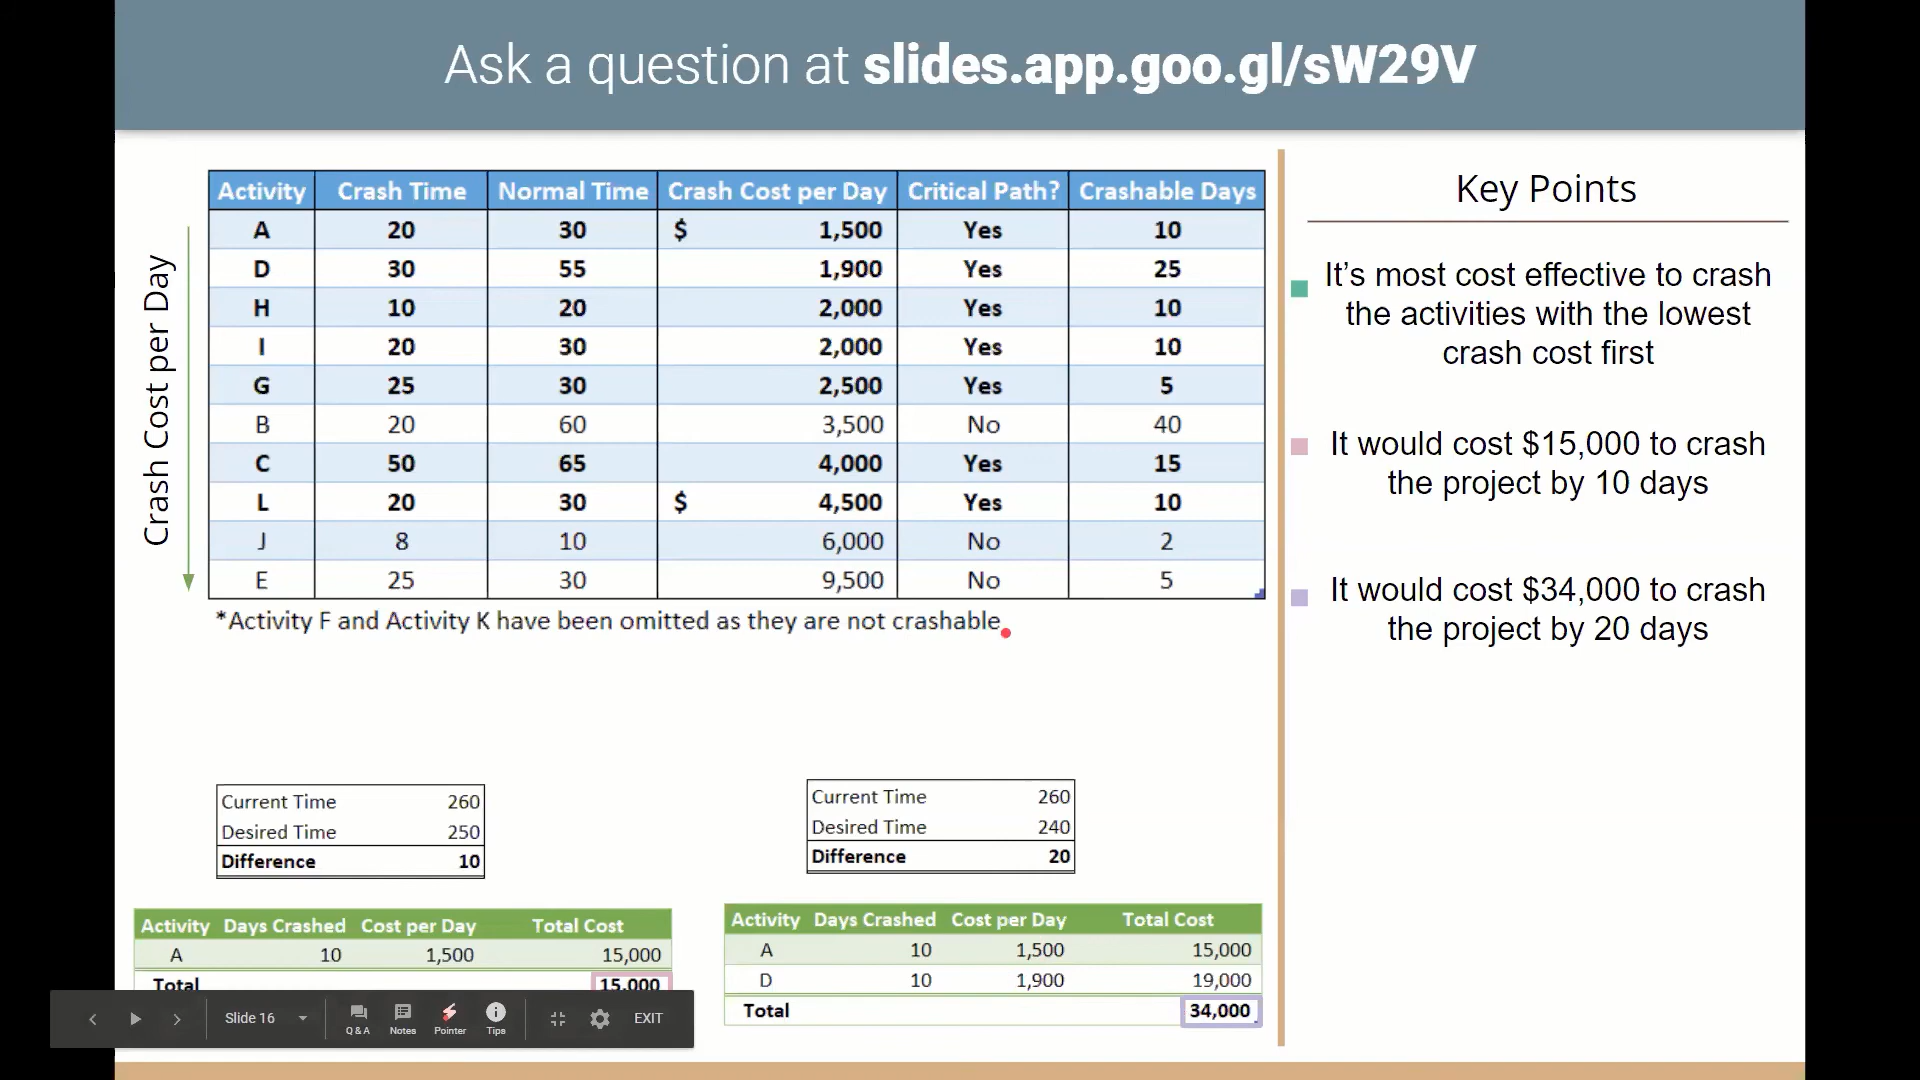 Ask a question at slides.app.goo.gl/sW29V
Crash Cost per Day
Activity Crash Time Normal Time Crash Cost per Day Critical Path? Crashable Days
A 20 30 $ 1,500 Yes 10
D 30 55 1,900 Yes 25
H 10 20 2,000 Yes 10
I 20 30 2,000 Yes 10
G 25 30 2,500 Yes 5
B 20 60 3,500 No 40
C 50 65 4,000 Yes 15
L 20 30 $ 4,500 Yes 10
J 8 10 6,000 No 2
E 25 30 9,500 No 5
*Activity F and Activity K have been omitted as they are not crashable.
Key Points
It’s most cost effective to crash
the activities with the lowest
crash cost first
It would cost $15,000 to crash
the project by 10 days
It would cost $34,000 to crash
the project by 20 days
Current Time 260
Desired Time 250
Difference 10
Activity Days Crashed Cost per Day Total Cost
A 10 1,500 15,000
Total 15,000
Current Time 260
Desired Time 240
Difference 20
Activity Days Crashed Cost per Day Total Cost
A 10 1,500 15,000
D 10 1,900 19,000
Total 34,000
Slide 16
Q & A
Notes
Pointer
Tips
EXIT